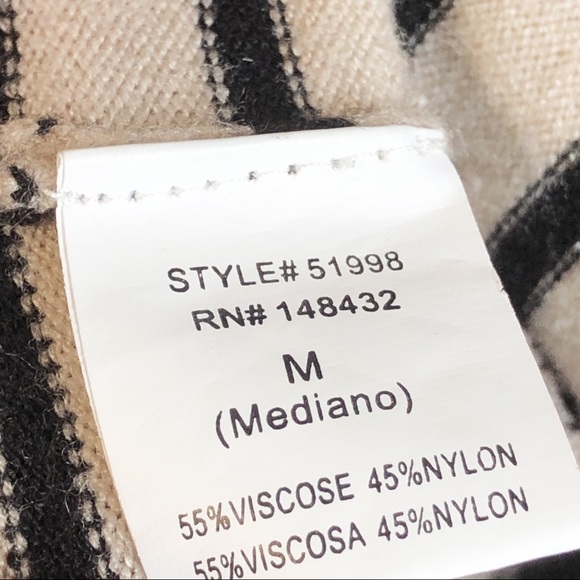 STYLE# 51998
RN# 148432
M
(Mediano)
55%VISCOSE 45%NYLON
55%VISCOSA 45%NYLON